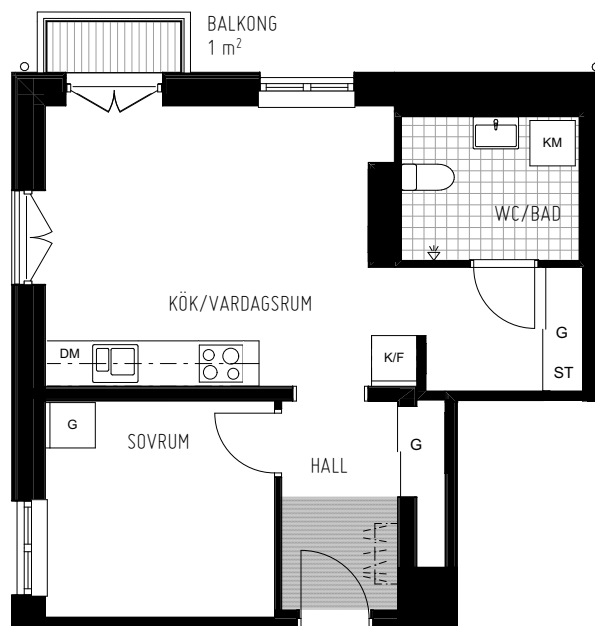 BALKONG
1 m²
KM
WC/BAD
KÖK/VARDAGSRUM
G
ST
DM
K/F
G
SOVRUM
G
HALL